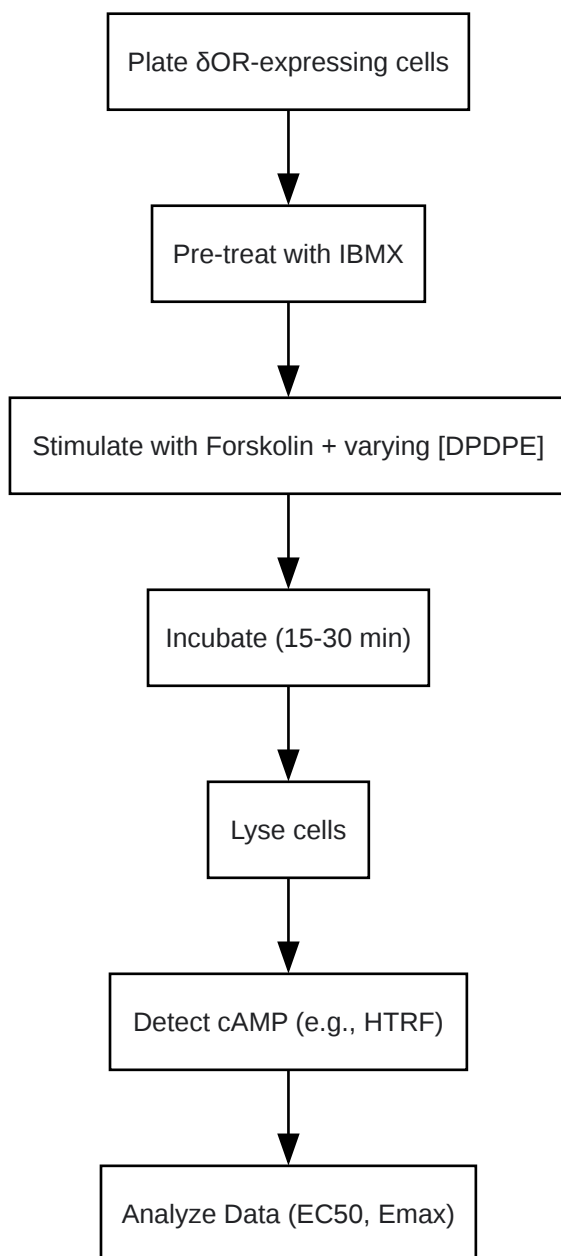 Plate δOR-expressing cells
Pre-treat with IBMX
Stimulate with Forskolin + varying [DPDPE]
Incubate (15-30 min)
Lyse cells
Detect cAMP (e.g., HTRF)
Analyze Data (EC50, Emax)